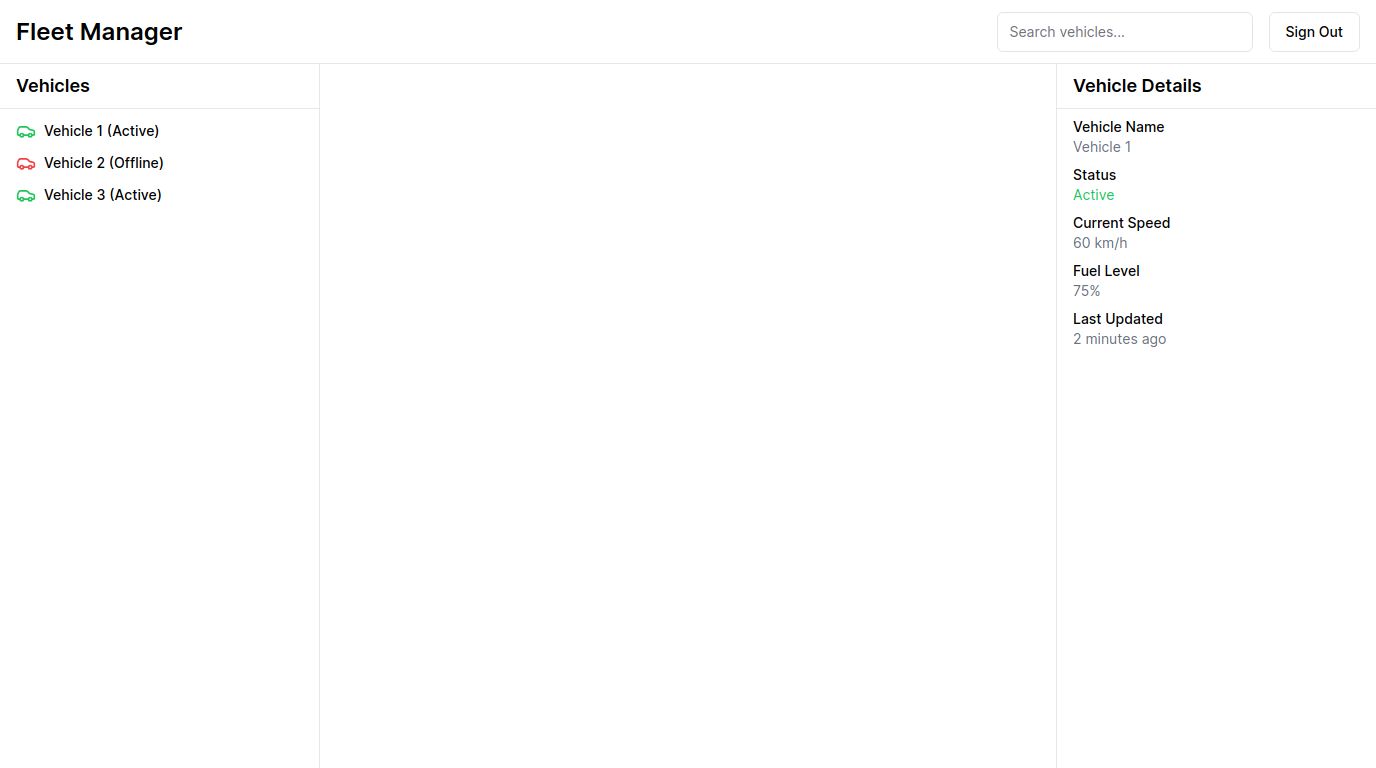 Fleet Manager
Search vehicles...
Sign Out
Vehicles
Vehicle 1 (Active)
Vehicle 2 (Offline)
Vehicle 3 (Active)
Vehicle Details
Vehicle Name
Vehicle 1
Status
Active
Current Speed
60 km/h
Fuel Level
75%
Last Updated
2 minutes ago